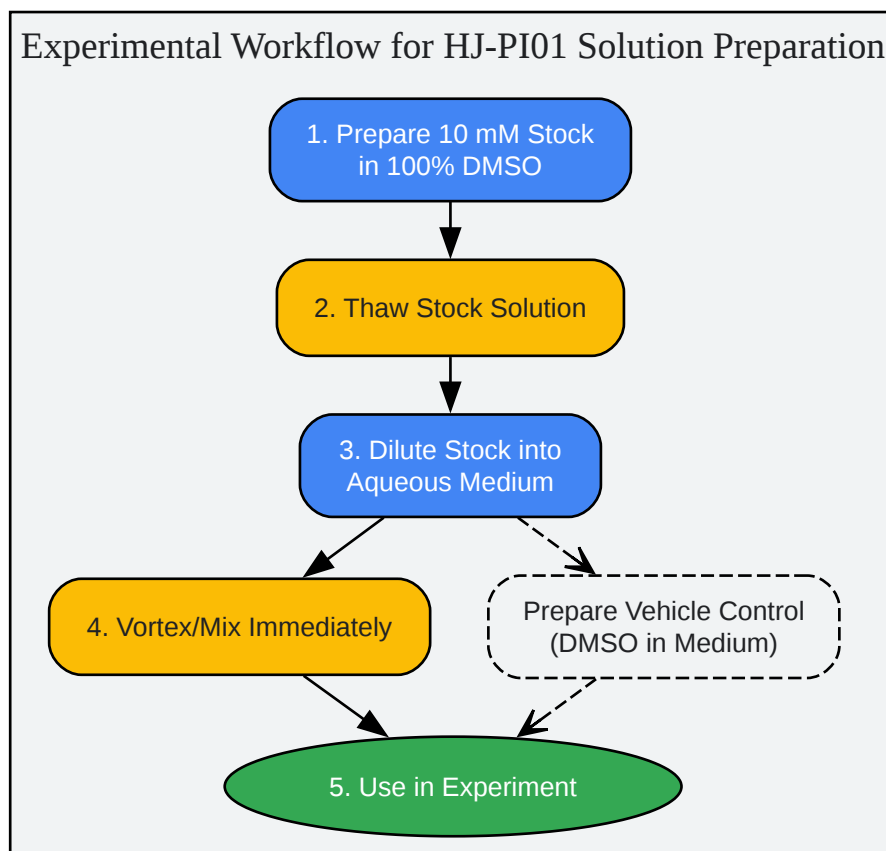 Experimental Workflow for HJ-PI01 Solution Preparation
1. Prepare 10 mM Stock
in 100% DMSO
2. Thaw Stock Solution
3. Dilute Stock into
Aqueous Medium
4. Vortex/Mix Immediately
Prepare Vehicle Control
(DMSO in Medium)
5. Use in Experiment